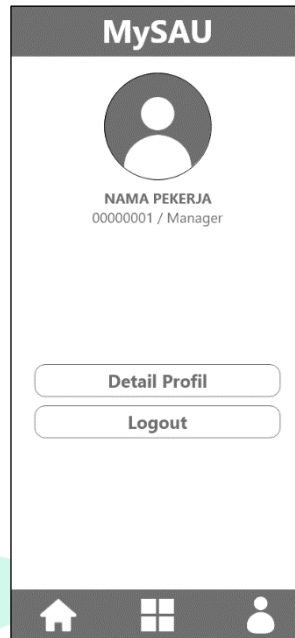 MySAU
NAMA PEKERJA
00000001 / Manager
Detail Profil
Logout